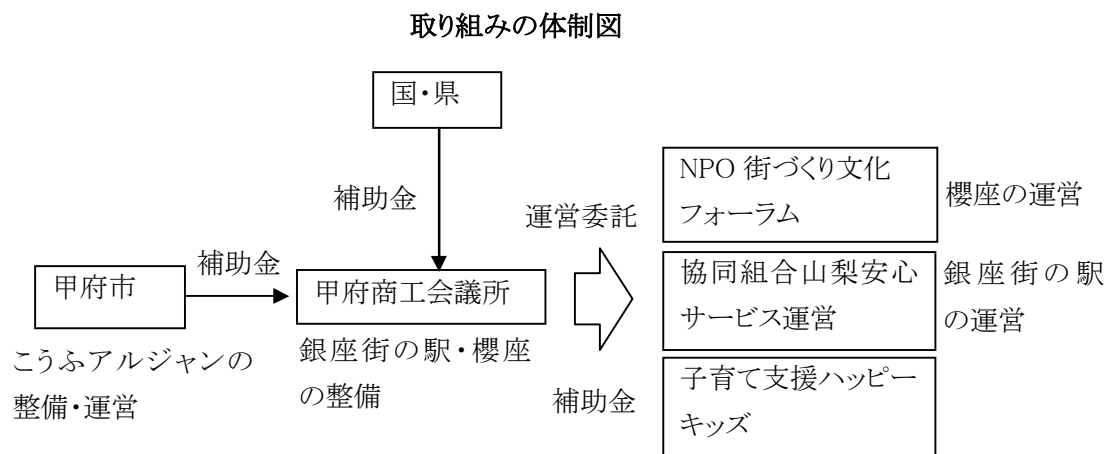 取り組みの体制図
国・県
補助金
運営委託
NPO 街づくり文化
フォーラム
櫻座の運営
甲府市
補助金
甲府商工会議所
協同組合山梨安心
サービス運営
銀座街の駅
の運営
こうふアルジャンの
整備・運営
銀座街の駅・櫻座
の整備
補助金
子育て支援ハッピー
キッズ